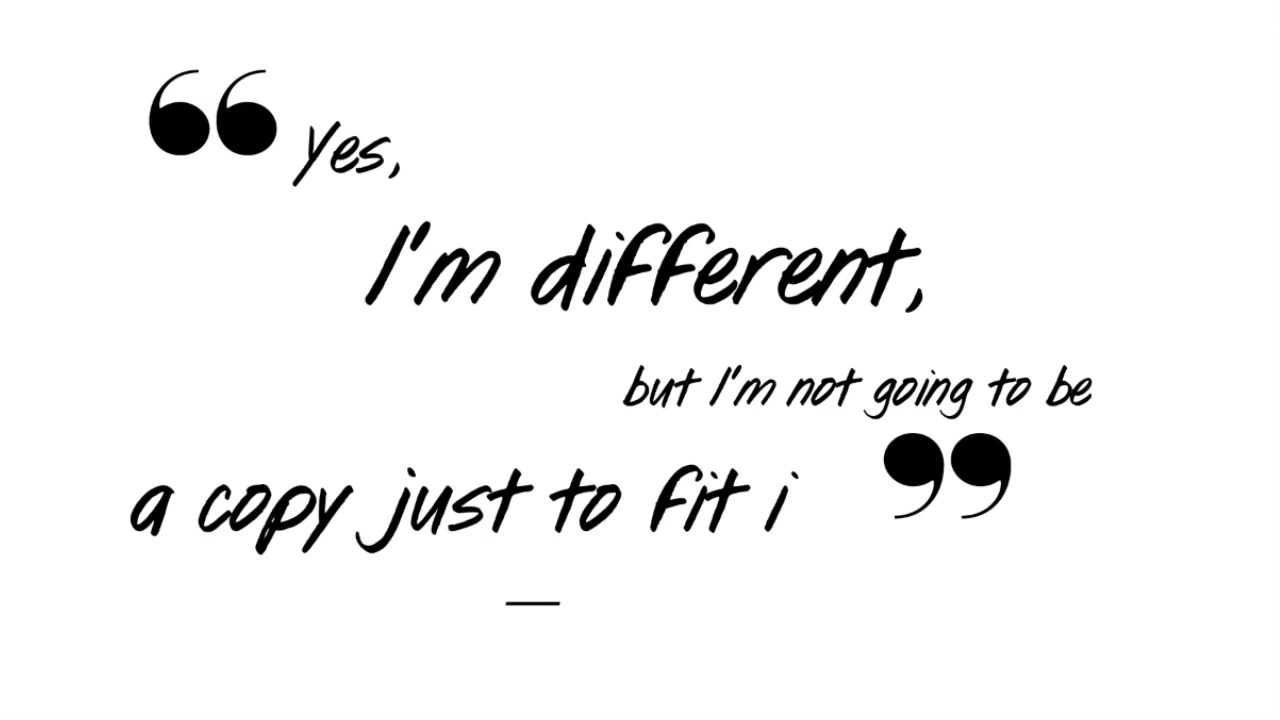 “ yes,
I'm different,
but I'm not going to be
a copy just to fit i ”
—